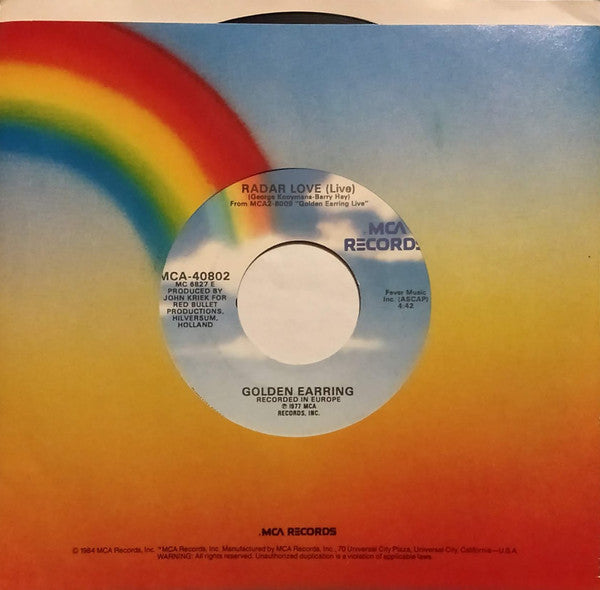 RADAR LOVE (Live)
(George Kooymans-Barry Hay)
From MCA2-8009 "Golden Earring Live"
MCA RECORDS
MCA-40802
MC 6827 E
PRODUCED BY
JOHN KRIEK FOR
RED BULLET
PRODUCTIONS,
HILVERSUM,
HOLLAND
Fever Music
Inc. (ASCAP)
4:42
GOLDEN EARRING
RECORDED IN EUROPE
℗ 1977 MCA
RECORDS, INC.
MCA RECORDS
© 1984 MCA Records, Inc. *MCA Records, Inc. Manufactured by MCA Records, Inc., 70 Universal City Plaza, Universal City, California—U.S.A.
WARNING: All rights reserved. Unauthorized duplication is a violation of applicable laws.